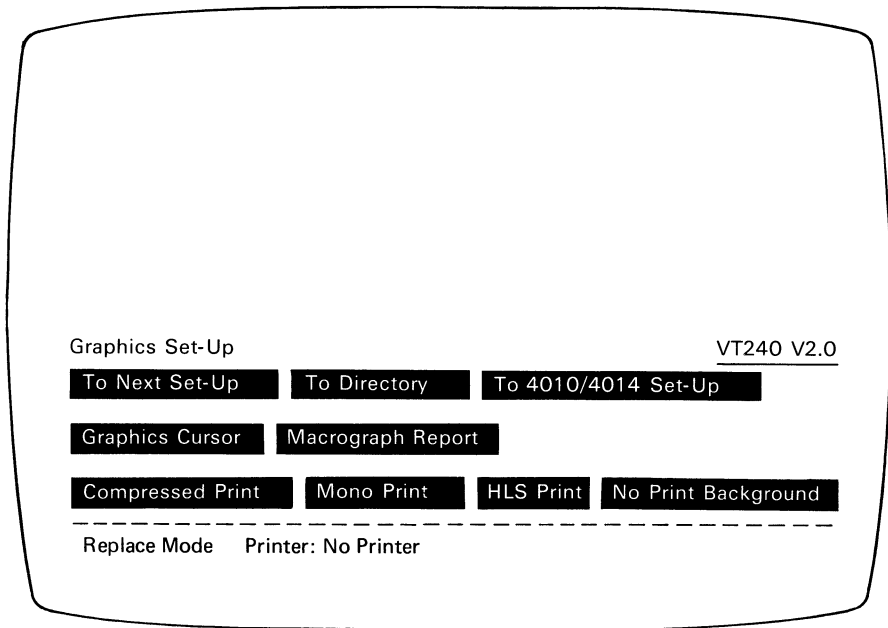 Graphics Set-Up VT240 V2.0
To Next Set-Up To Directory To 4010/4014 Set-Up
Graphics Cursor Macrograph Report
Compressed Print Mono Print HLS Print No Print Background
Replace Mode Printer: No Printer